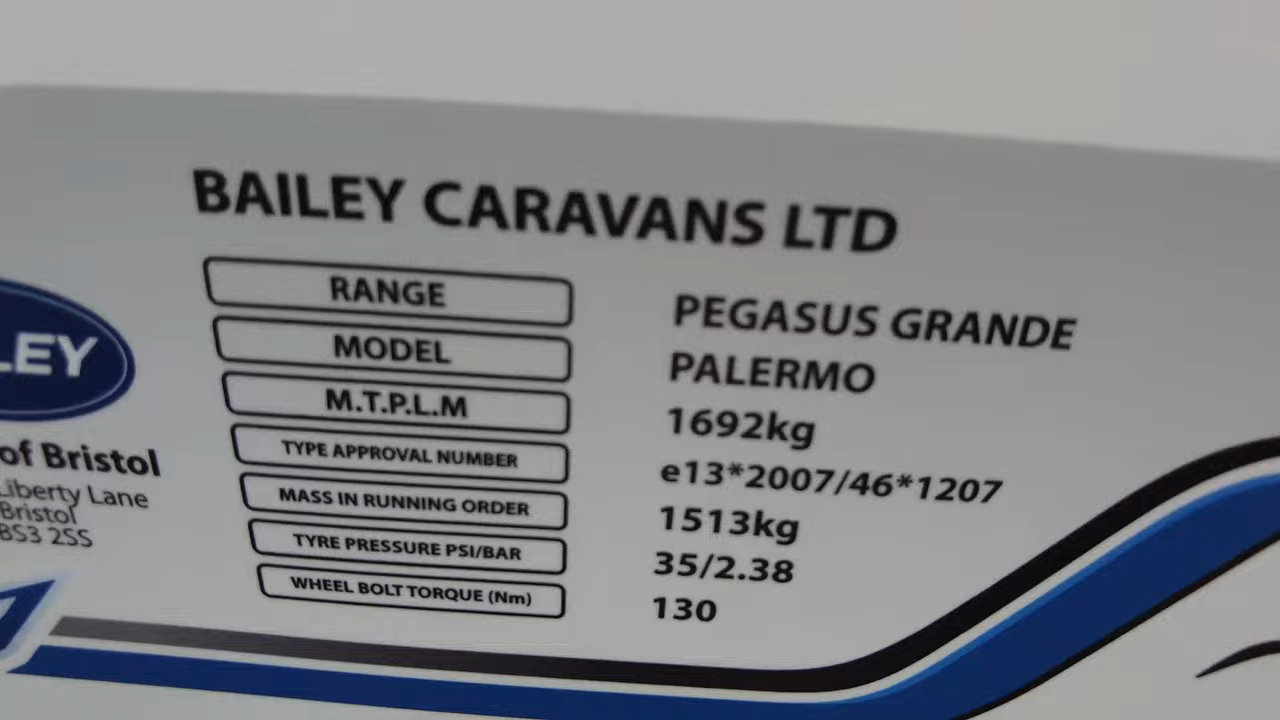 BAILEY CARAVANS LTD
RANGE PEGASUS GRANDE
MODEL PALERMO
M.T.P.L.M 1692kg
TYPE APPROVAL NUMBER e13*2007/46*1207
MASS IN RUNNING ORDER 1513kg
TYRE PRESSURE PSI/BAR 35/2.38
WHEEL BOLT TORQUE (Nm) 130
LEY
of Bristol
Liberty Lane
Bristol
BS3 2SS